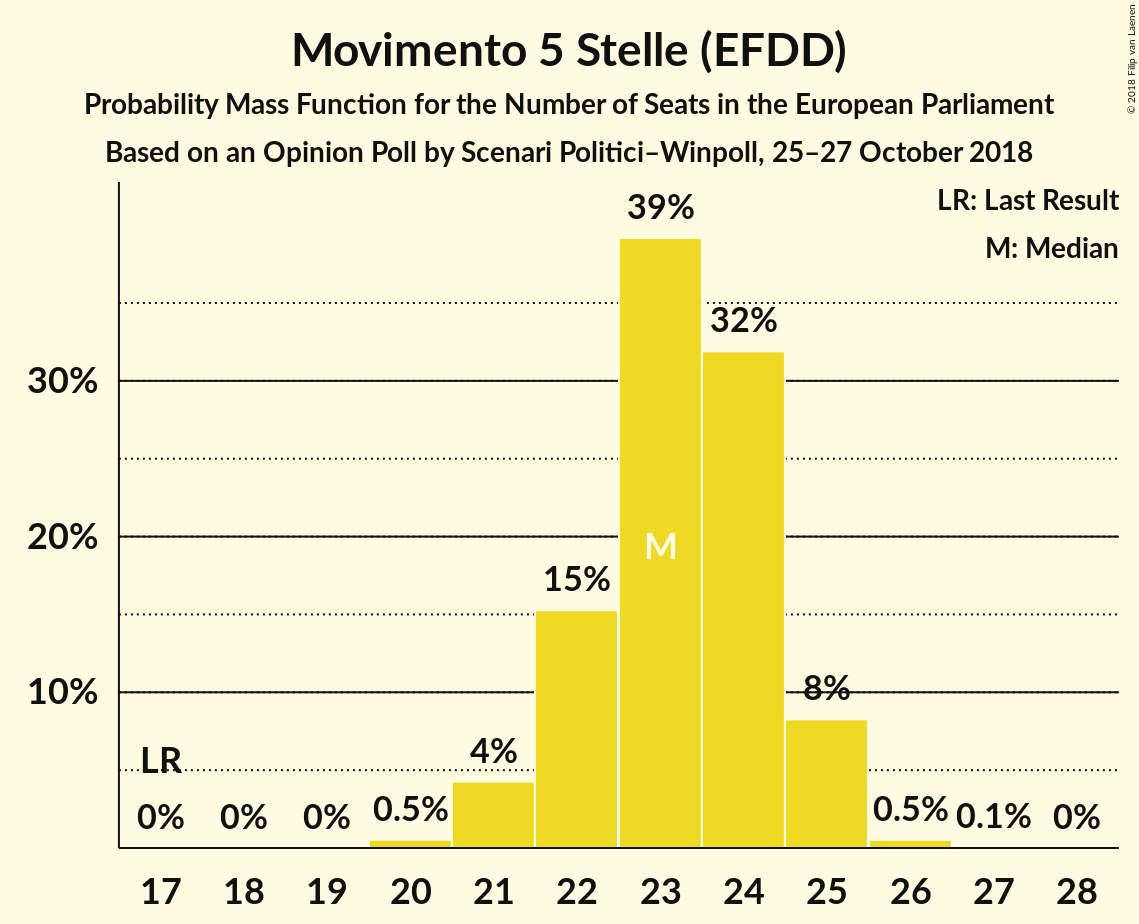 Movimento 5 Stelle (EFDD)
Probability Mass Function for the Number of Seats in the European Parliament
Based on an Opinion Poll by Scenari Politici–Winpoll, 25–27 October 2018
© 2018 Filip van Laenen
LR: Last Result
M: Median
39%
32%
30%
20%
M
15%
10%
8%
LR
4%
0% 0% 0% 0.5% 0.5% 0.1% 0%
17 18 19 20 21 22 23 24 25 26 27 28